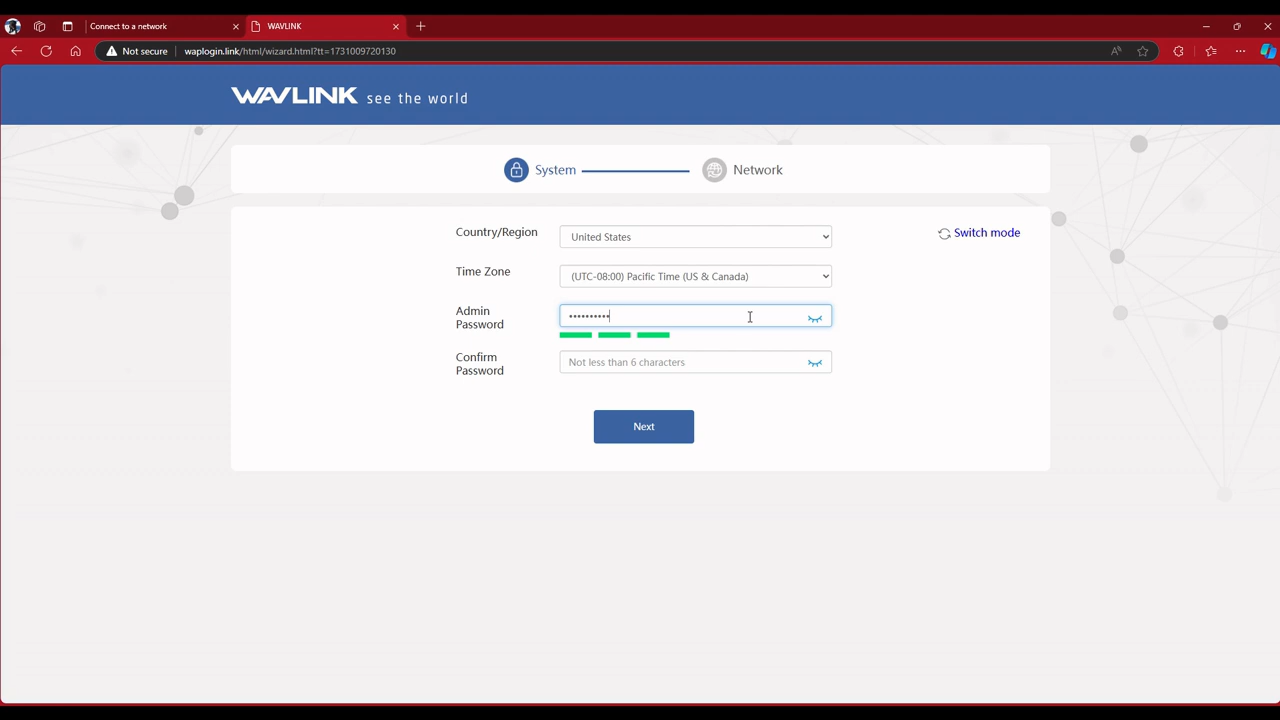 Connect to a network
WAVLINK
Not secure
waplogin.link/html/wizard.html?tt=1731009720130
WAVLINK see the world
System
Network
Country/Region
United States
Switch mode
Time Zone
(UTC-08:00) Pacific Time (US & Canada)
Admin
Password
••••••••••
Confirm
Password
Not less than 6 characters
Next